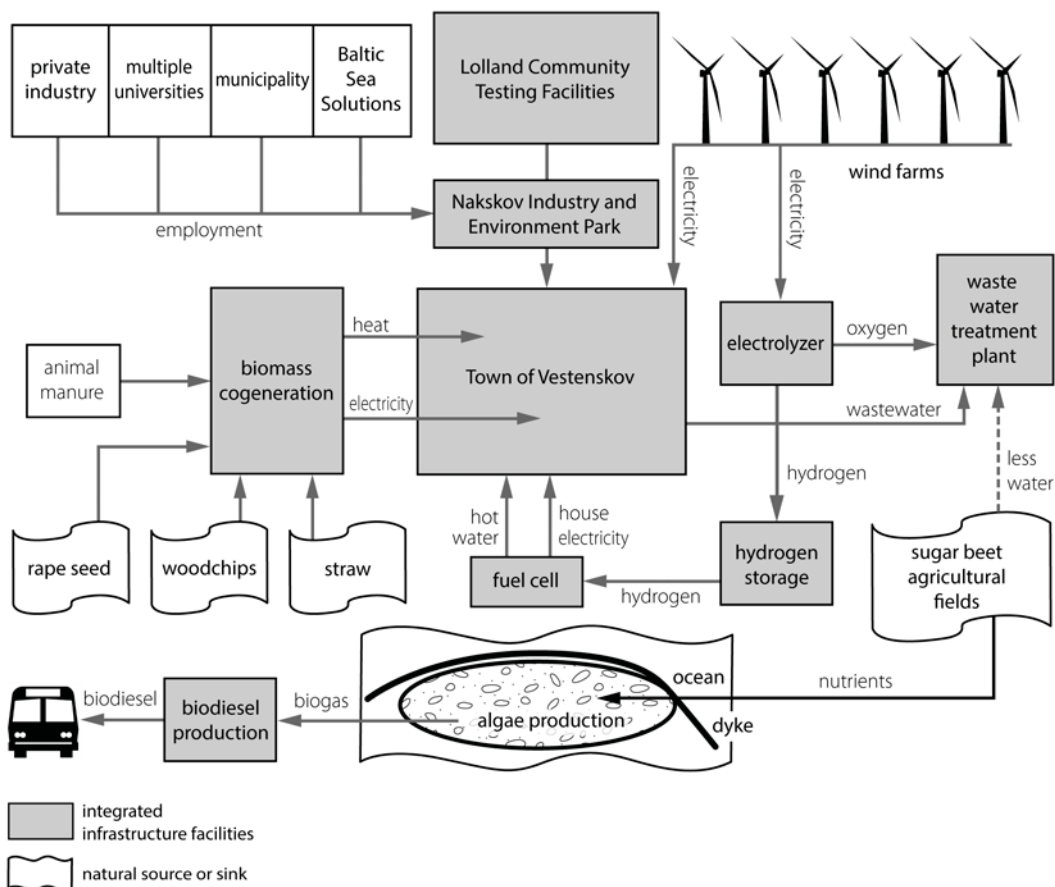 private
industry
multiple
universities
municipality
Baltic
Sea
Solutions
Lolland Community
Testing Facilities
wind farms
employment
Nakskov Industry and
Environment Park
electricity
electricity
waste
water
treatment
plant
heat
electrolyzer
oxygen
animal
manure
biomass
cogeneration
Town of Vestenskov
electricity
wastewater
less
water
hydrogen
hot
water
house
electricity
rape seed
woodchips
straw
fuel cell
hydrogen
hydrogen
storage
sugar beet
agricultural
fields
ocean
nutrients
biodiesel
biodiesel
production
biogas
algae production
dyke
integrated
infrastructure facilities
natural source or sink